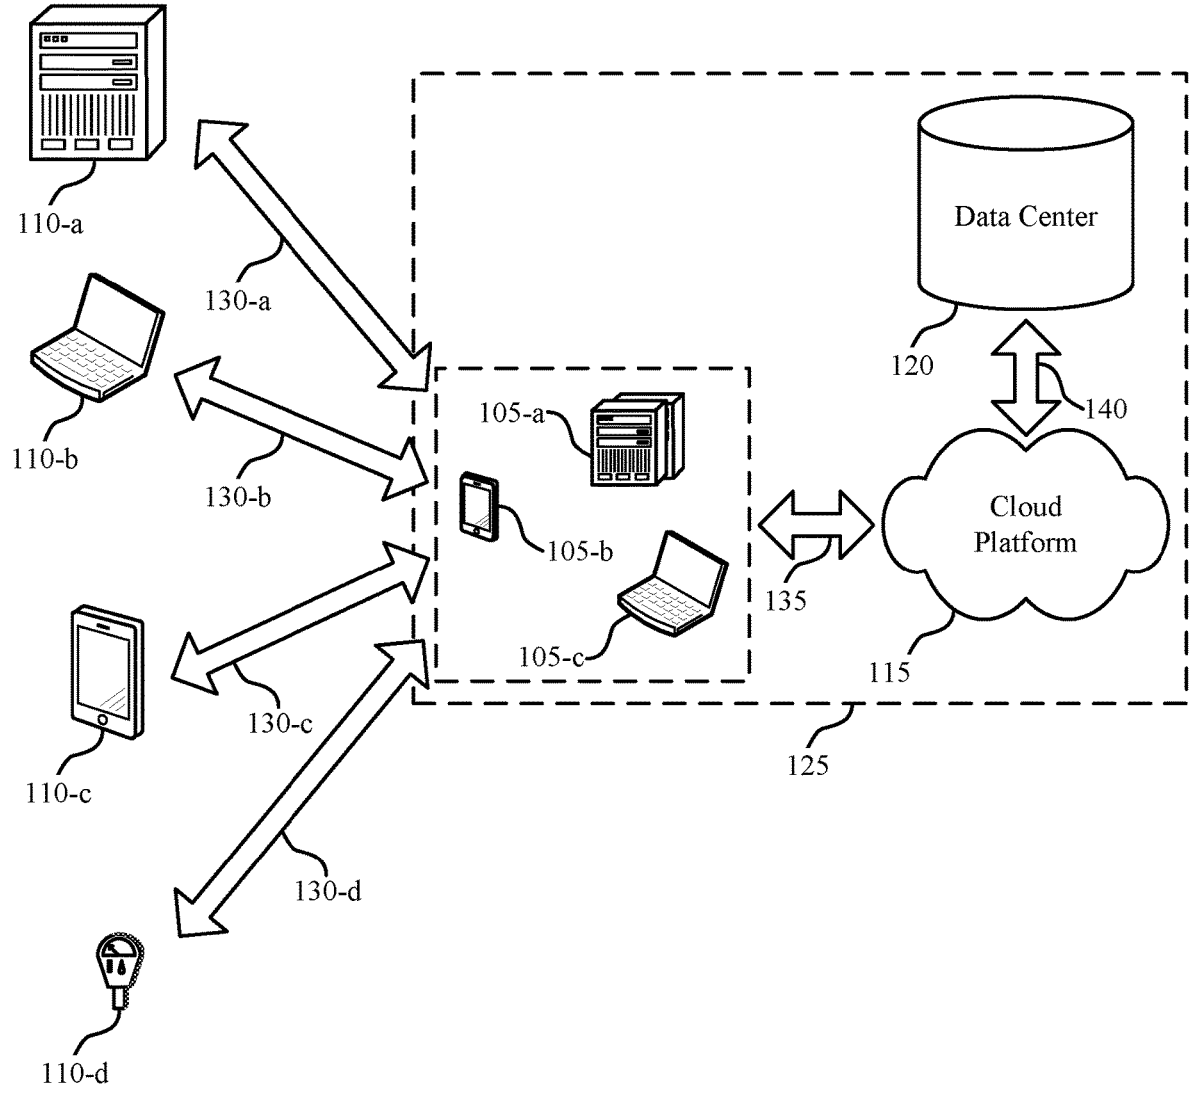 110-a
Data Center
130-a
120
140
105-a
110-b
130-b
Cloud
Platform
105-b
135
105-c
115
130-c
125
110-c
130-d
110-d